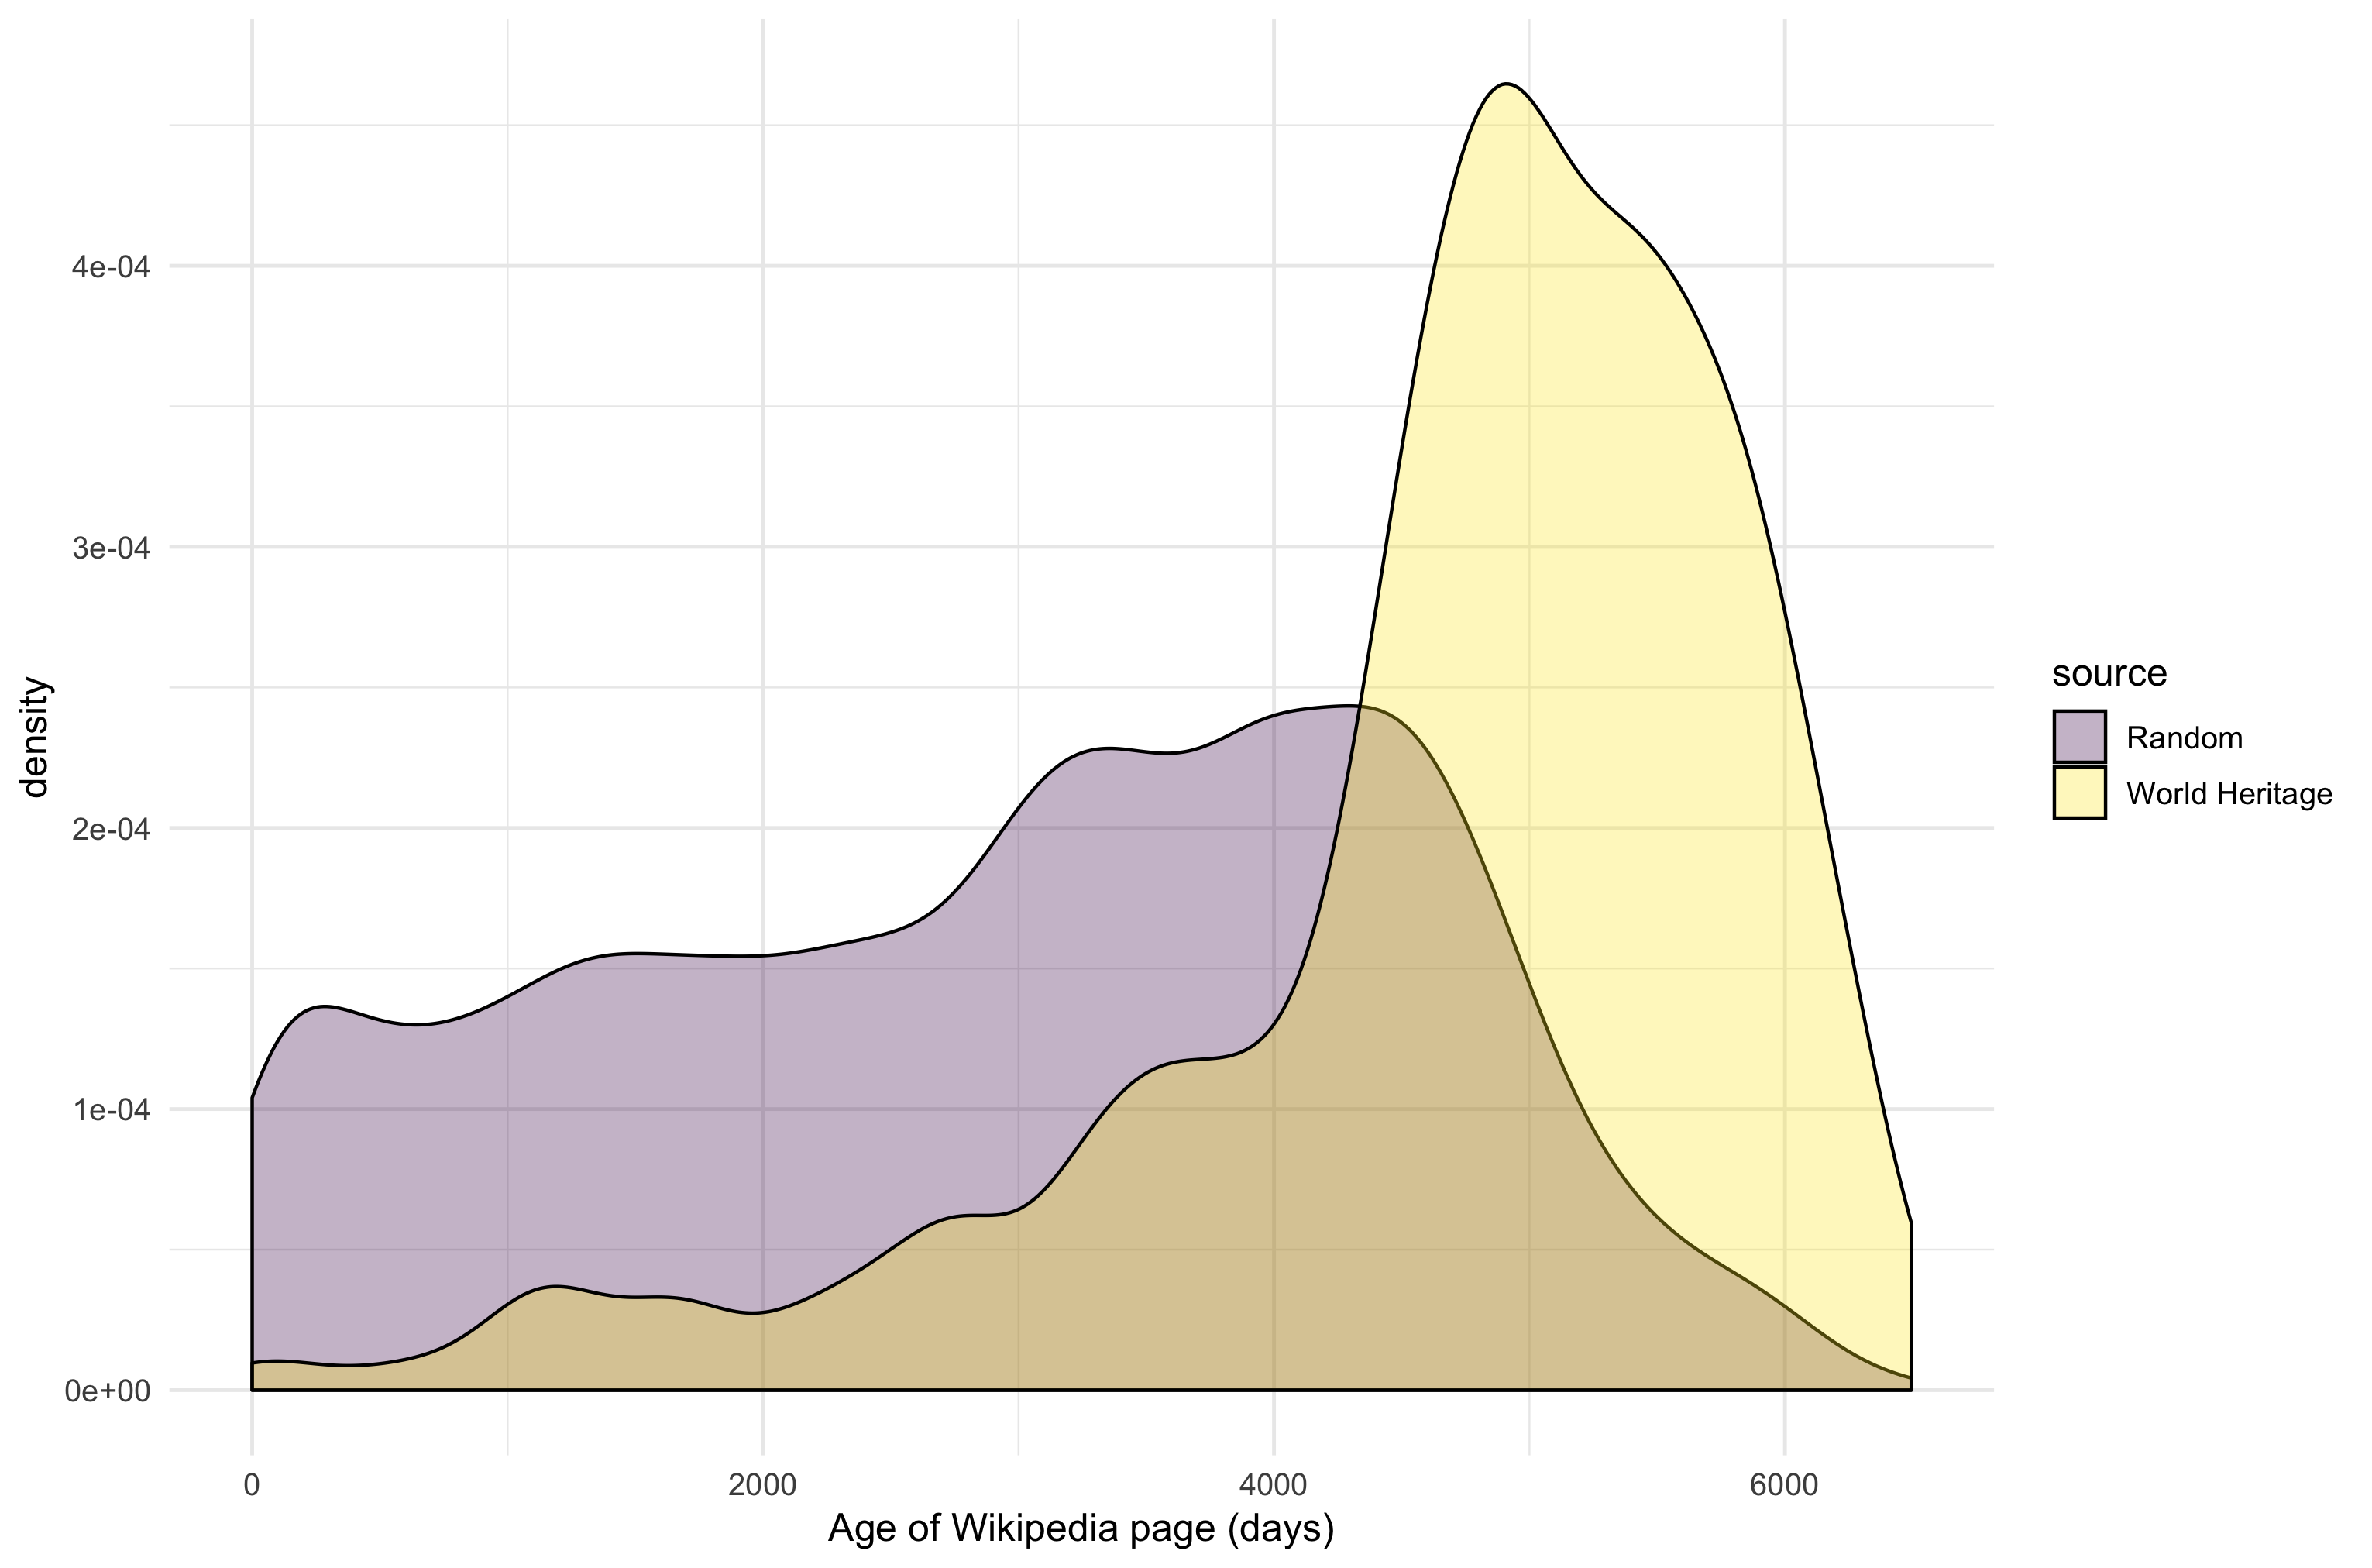 4e-04
3e-04
2e-04
1e-04
0e+00
density
0 2000 4000 6000
Age of Wikipedia page (days)
source
Random
World Heritage